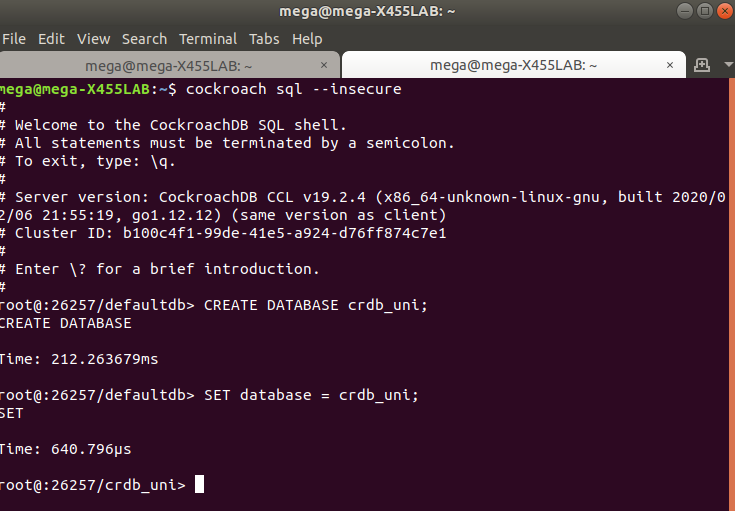 mega@mega-X455LAB: ~
File Edit View Search Terminal Tabs Help
mega@mega-X455LAB: ~ × mega@mega-X455LAB: ~ ×
mega@mega-X455LAB:~$ cockroach sql --insecure
#
# Welcome to the CockroachDB SQL shell.
# All statements must be terminated by a semicolon.
# To exit, type: \q.
#
# Server version: CockroachDB CCL v19.2.4 (x86_64-unknown-linux-gnu, built 2020/0
2/06 21:55:19, go1.12.12) (same version as client)
# Cluster ID: b100c4f1-99de-41e5-a924-d76ff874c7e1
#
# Enter \? for a brief introduction.
#
root@:26257/defaultdb> CREATE DATABASE crdb_uni;
CREATE DATABASE
Time: 212.263679ms
root@:26257/defaultdb> SET database = crdb_uni;
SET
Time: 640.796µs
root@:26257/crdb_uni>